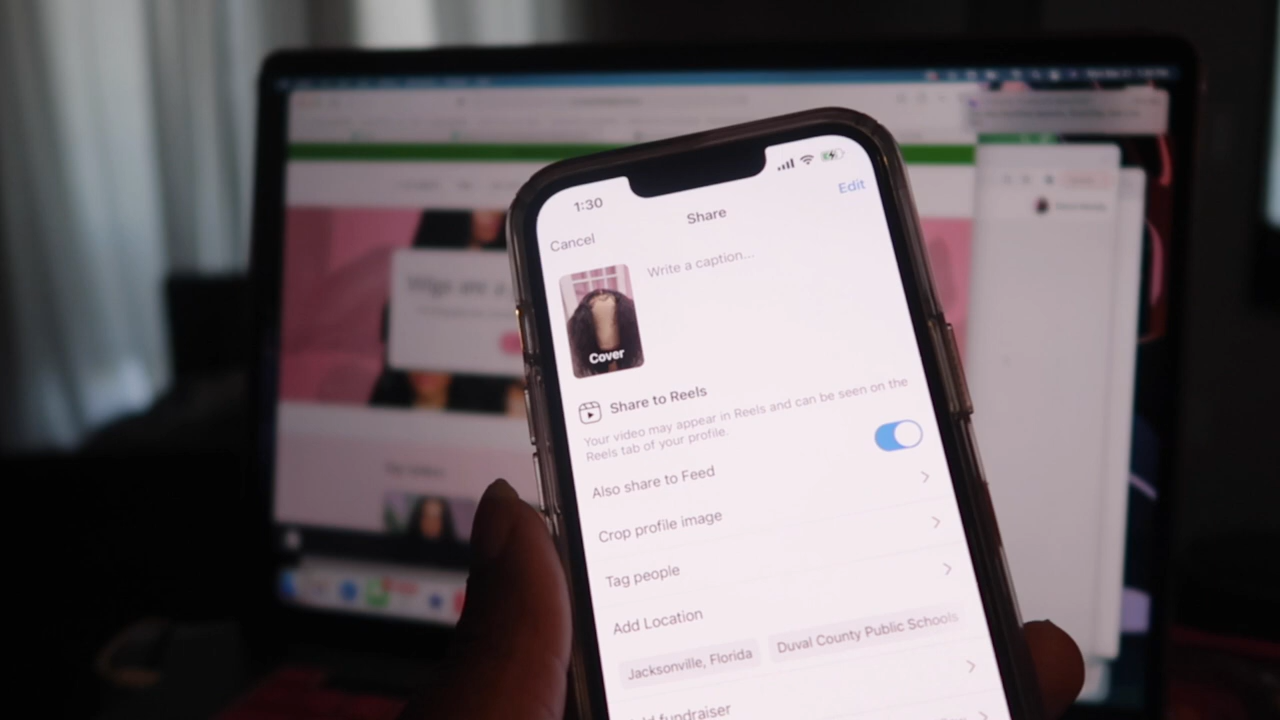 1:30
Edit
Share
Cancel
Write a caption...
Cover
Share to Reels
Your video may appear in Reels and can be seen on the
Reels tab of your profile.
Also share to Feed
Crop profile image
Tag people
Add Location
Jacksonville, Florida
Duval County Public Schools
fundraiser